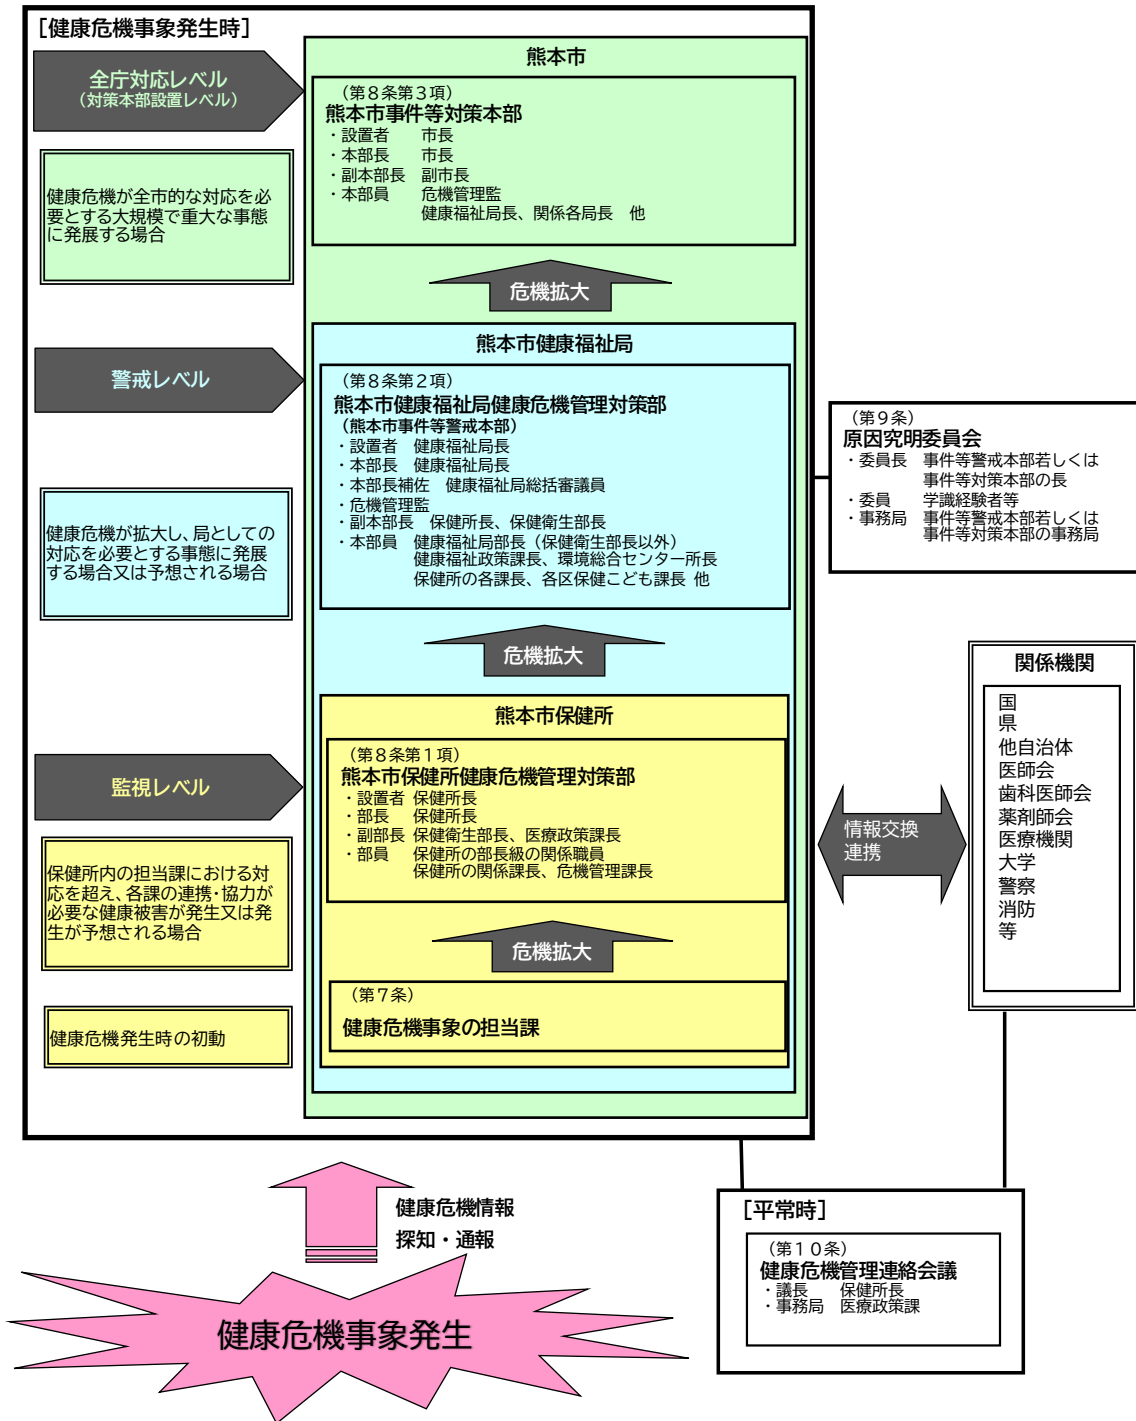 ［健康危機事象発生時］
全庁対応レベル
（対策本部設置レベル）
健康危機が全市的な対応を必
要とする大規模で重大な事態
に発展する場合
熊本市
（第８条第３項）
熊本市事件等対策本部
・設置者　　市長
・本部長　　市長
・副本部長　副市長
・本部員　　危機管理監
健康福祉局長、関係各局長　他
危機拡大
警戒レベル
健康危機が拡大し、局としての
対応を必要とする事態に発展
する場合又は予想される場合
熊本市健康福祉局
（第８条第２項）
熊本市健康福祉局健康危機管理対策部
（熊本市事件等警戒本部）
・設置者　健康福祉局長
・本部長　健康福祉局長
・本部長補佐　健康福祉局総括審議員
・危機管理監
・副本部長　保健所長、保健衛生部長
・本部員　健康福祉局部長（保健衛生部長以外）
健康福祉政策課長、環境総合センター所長
保健所の各課長、各区保健こども課長 他
危機拡大
監視レベル
保健所内の担当課における対
応を超え、各課の連携・協力が
必要な健康被害が発生又は発
生が予想される場合
健康危機発生時の初動
熊本市保健所
（第８条第１項）
熊本市保健所健康危機管理対策部
・設置者 保健所長
・部長　 保健所長
・副部長 保健衛生部長、医療政策課長
・部員　 保健所の部長級の関係職員
保健所の関係課長、危機管理課長
危機拡大
（第７条）
健康危機事象の担当課
（第９条）
原因究明委員会
・委員長　事件等警戒本部若しくは
事件等対策本部の長
・委員　　学識経験者等
・事務局　事件等警戒本部若しくは
事件等対策本部の事務局
情報交換
連携
関係機関
国
県
他自治体
医師会
歯科医師会
薬剤師会
医療機関
大学
警察
消防
等
健康危機情報
探知・通報
健康危機事象発生
［平常時］
（第１０条）
健康危機管理連絡会議
・議長　　保健所長
・事務局　医療政策課